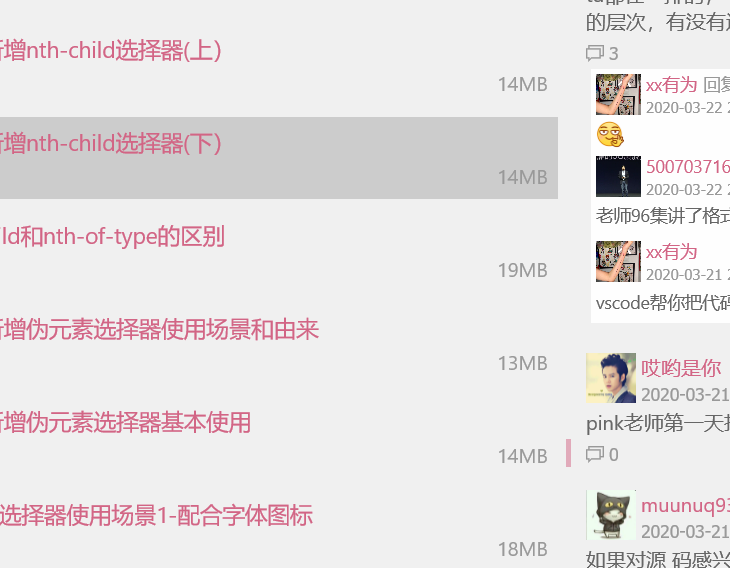 新增nth-child选择器(上)
14MB
新增nth-child选择器(下)
14MB
ild和nth-of-type的区别
19MB
新增伪元素选择器使用场景和由来
13MB
新增伪元素选择器基本使用
14MB
选择器使用场景1-配合字体图标
18MB
的层次，有没有
3
xx有为 回复
2020-03-22
500703716
2020-03-22
老师96集讲了格式
xx有为
2020-03-21
vscode帮你把代码
哎哟是你
2020-03-21
pink老师第一天
0
muunuq93
2020-03-21
如果对源 码感兴